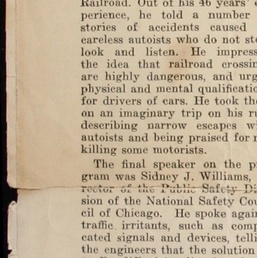 Railroad. Out of his 46 years'
perience, he told a number
stories of accidents caused
careless autoists who do not
look and listen. He impress
the idea that railroad crossin
are highly dangerous, and urg
physical and mental qualificatio
for drivers of cars. He took the
on an imaginary trip on his ru
describing narrow escapes wi
autoists and being praised for n
killing some motorists.
The final speaker on the p
gram was Sidney J. Williams,
rector of the Public Safety Di
sion of the National Safety Cou
cil of Chicago. He spoke again
traffic irritants, such as comp
cated signals and devices, telli
the engineers that the solution